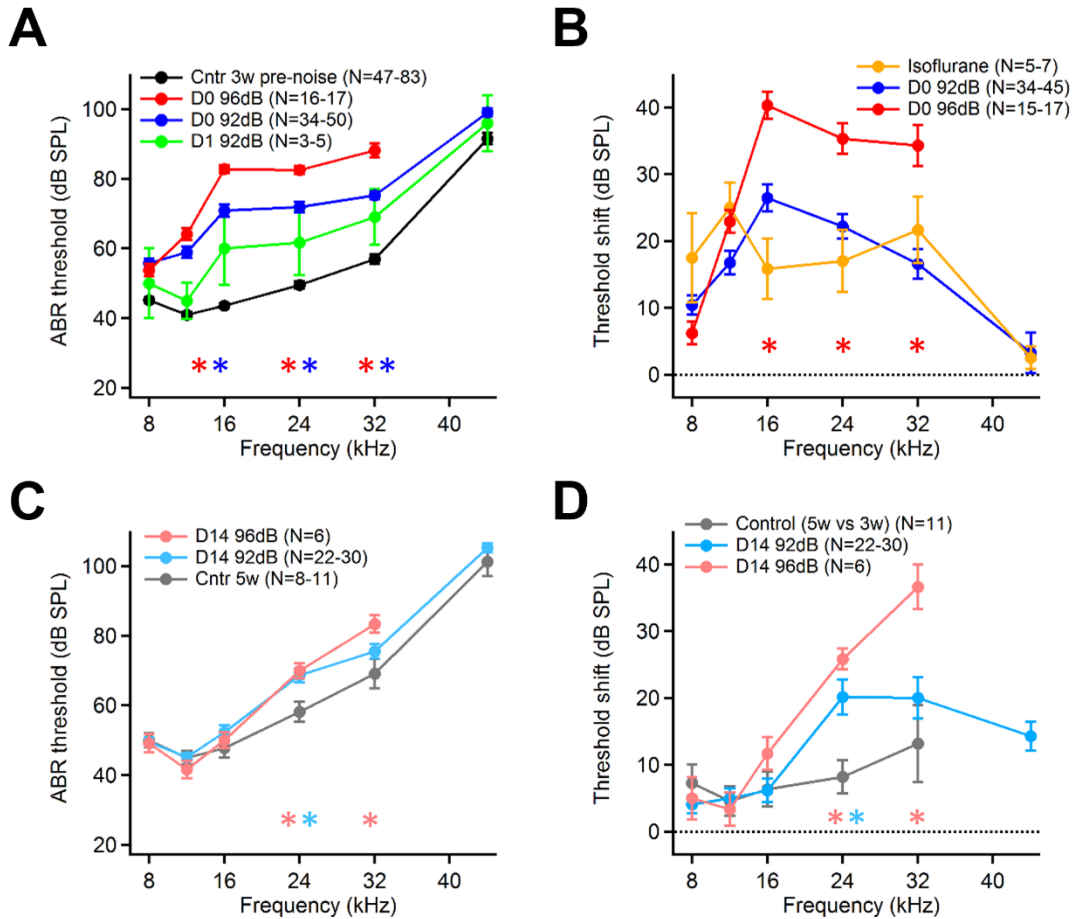 A
Cntr 3w pre-noise (N=47-83)
D0 96dB (N=16-17)
D0 92dB (N=34-50)
D1 92dB (N=3-5)
ABR threshold (dB SPL)
100
80
60
40
20
* * * * * *
8 16 24 32 40
Frequency (kHz)
B
Isoflurane (N=5-7)
D0 92dB (N=34-45)
D0 96dB (N=15-17)
Threshold shift (dB SPL)
40
30
20
10
0
* * *
8 16 24 32 40
Frequency (kHz)
C
D14 96dB (N=6)
D14 92dB (N=22-30)
Cntr 5w (N=8-11)
ABR threshold (dB SPL)
100
80
60
40
20
* * *
8 16 24 32 40
Frequency (kHz)
D
Control (5w vs 3w) (N=11)
D14 92dB (N=22-30)
D14 96dB (N=6)
Threshold shift (dB SPL)
40
30
20
10
0
* * *
8 16 24 32 40
Frequency (kHz)